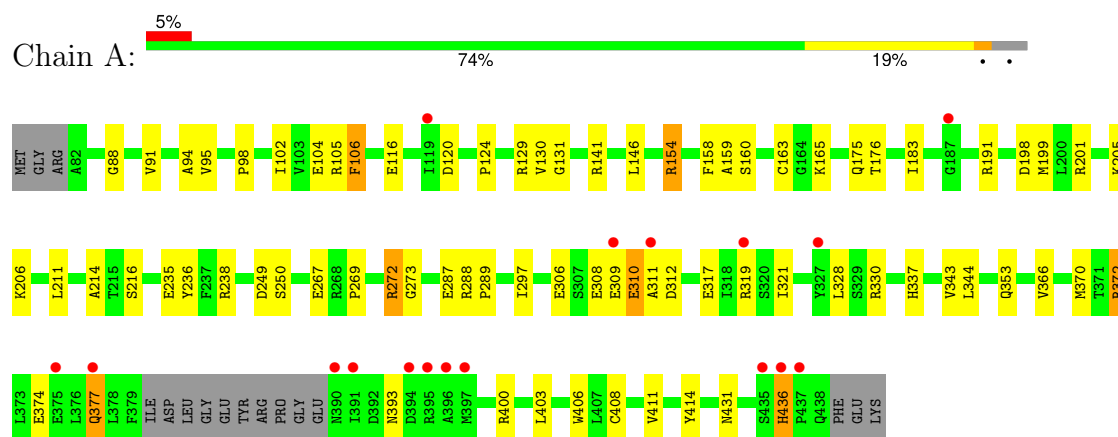 5%
Chain A:
74% 19% • •
MET GLY ARG A82 G88 V91 A94 V95 P98 I102 V103 E104 R105 F106 E116 I119 D120 P124 R129 V130 G131 R141 L146 R154 F158 A159 S160 C163 G164 K165 Q175 T176 I183 G187 R191 D198 M199 L200 R201 K205
K206 L211 A214 T215 S216 E235 Y236 F237 R238 D249 S250 E267 R268 P269 R272 G273 E287 R288 P289 I297 E306 S307 E308 E309 E310 A311 D312 E317 I318 R319 S320 I321 Y327 L328 S329 R330 H337 V343 L344 Q353 V366 M370 T371
L373 E374 E375 L376 Q377 L378 F379 ILE ASP LEU GLY GLU TYR ARG PRO GLY GLU N390 I391 D392 N393 D394 R395 A396 M397 R400 L403 W406 L407 C408 V411 Y414 N431 S435 H436 P437 Q438 PHE GLU LYS